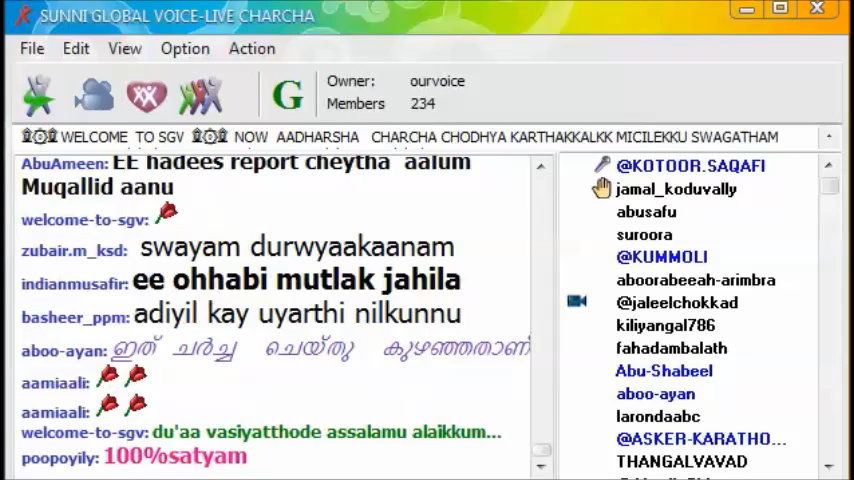 SUNNI GLOBAL VOICE-LIVE CHARCHA
File Edit View Option Action
G
Owner: ourvoice
Members 234
WELCOME TO SGV NOW AADHARSHA CHARCHA CHODHYA KARTHAKKALKK MICILEKKU SWAGATHAM
AbuAmeen: EE hadees report cheytha aalum
Muqallid aanu
welcome-to-sgv:
zubair.m_ksd: swayam durwyaakaanam
indianmusafir: ee ohhabi mutlak jahila
basheer_ppm: adiyil kay uyarthi nilkunnu
aboo-ayan: ഇത് ചർച്ച ചെയ്തു കുഴഞ്ഞതാണ്
aamiaali:
aamiaali:
welcome-to-sgv: du'aa vasiyatthode assalamu alaikkum...
poopoyily: 100%satyam
@KOTOOR.SAQAFI
jamal_koduvally
abusafu
suroora
@KUMMOLI
aboorabeeah-arimbra
@jaleelchokkad
kiliyangal786
fahadambalath
Abu-Shabeel
aboo-ayan
larondaabc
@ASKER-KARATHO...
THANGALVAVAD